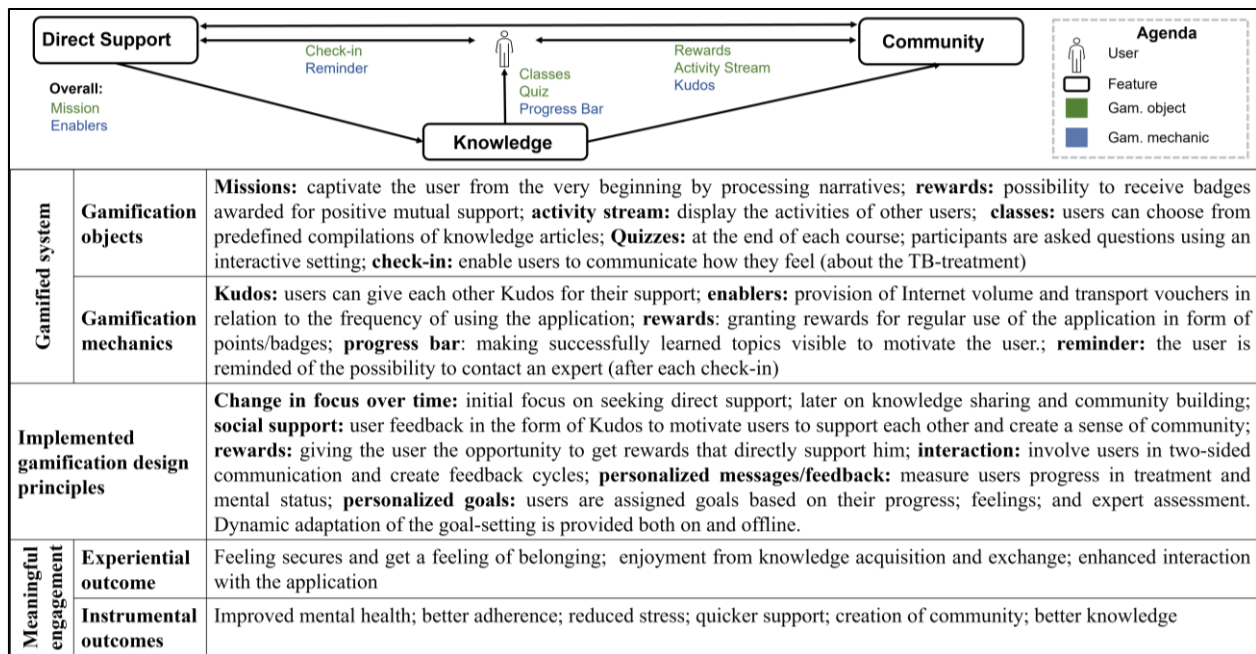 Direct Support
Check-in
Reminder
Rewards
Activity Stream
Kudos
Community
Classes
Quiz
Progress Bar
Overall:
Mission
Enablers
Knowledge
Agenda
User
Feature
Gam. object
Gam. mechanic
Gamified system
Gamification
objects
Missions: captivate the user from the very beginning by processing narratives; rewards: possibility to receive badges
awarded for positive mutual support; activity stream: display the activities of other users; classes: users can choose from
predefined compilations of knowledge articles; Quizzes: at the end of each course; participants are asked questions using an
interactive setting; check-in: enable users to communicate how they feel (about the TB-treatment)
Gamification
mechanics
Kudos: users can give each other Kudos for their support; enablers: provision of Internet volume and transport vouchers in
relation to the frequency of using the application; rewards: granting rewards for regular use of the application in form of
points/badges; progress bar: making successfully learned topics visible to motivate the user.; reminder: the user is
reminded of the possibility to contact an expert (after each check-in)
Implemented
gamification design
principles
Change in focus over time: initial focus on seeking direct support; later on knowledge sharing and community building;
social support: user feedback in the form of Kudos to motivate users to support each other and create a sense of community;
rewards: giving the user the opportunity to get rewards that directly support him; interaction: involve users in two-sided
communication and create feedback cycles; personalized messages/feedback: measure users progress in treatment and
mental status; personalized goals: users are assigned goals based on their progress; feelings; and expert assessment.
Dynamic adaptation of the goal-setting is provided both on and offline.
Meaningful
engagement
Experiential
outcome
Feeling secures and get a feeling of belonging; enjoyment from knowledge acquisition and exchange; enhanced interaction
with the application
Instrumental
outcomes
Improved mental health; better adherence; reduced stress; quicker support; creation of community; better knowledge